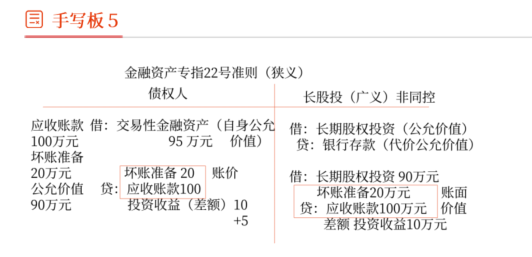 手写板 5
金融资产专指22号准则（狭义）
债权人
长股投（广义）非同控
应收账款 借：交易性金融资产（自身公允
100万元 95 万元 价值）
坏账准备
20万元 坏账准备 20 账价
公允价值 贷：应收账款100
90万元 投资收益（差额）10
+5
借：长期股权投资（公允价值）
贷：银行存款（代价公允价值）
借：长期股权投资 90万元
坏账准备20万元 账面
贷：应收账款100万元 价值
差额 投资收益10万元